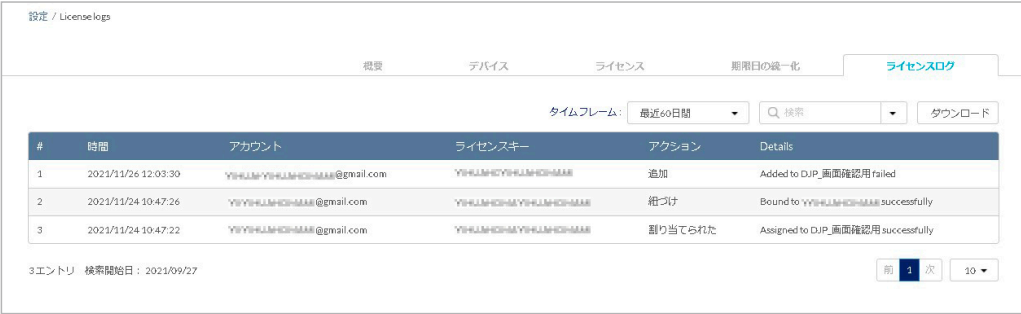 設定 / License logs
概要 デバイス ライセンス 期限日の統一化 ライセンスログ
タイムフレーム: 最近60日間 検索 ダウンロード
# 時間 アカウント ライセンスキー アクション Details
1 2021/11/26 12:03:30 @gmail.com 追加 Added to DJP_画面確認用 failed
2 2021/11/24 10:47:26 @gmail.com 紐づけ Bound to successfully
3 2021/11/24 10:47:22 @gmail.com 割り当てられた Assigned to DJP_画面確認用 successfully
3エントリ 検索開始日: 2021/09/27 前 1 次 10